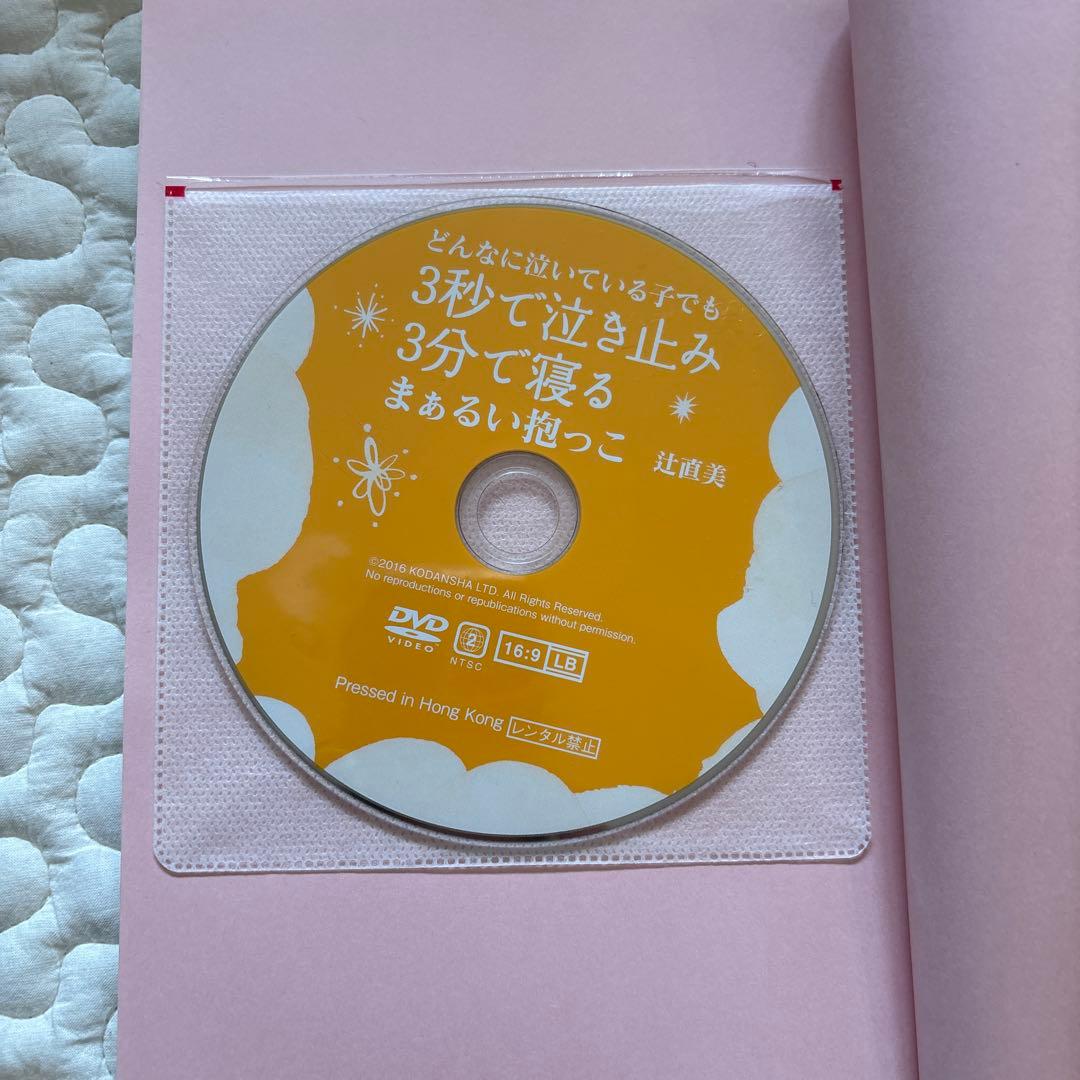 どんなに泣いている子でも
3秒で泣き止み
3分で寝る
まぁるい抱っこ
辻直美
©2016 KODANSHA LTD. All Rights Reserved.
No reproductions or republications without permission.
DVD
VIDEO™
2
NTSC
16:9 LB
Pressed in Hong Kong レンタル禁止